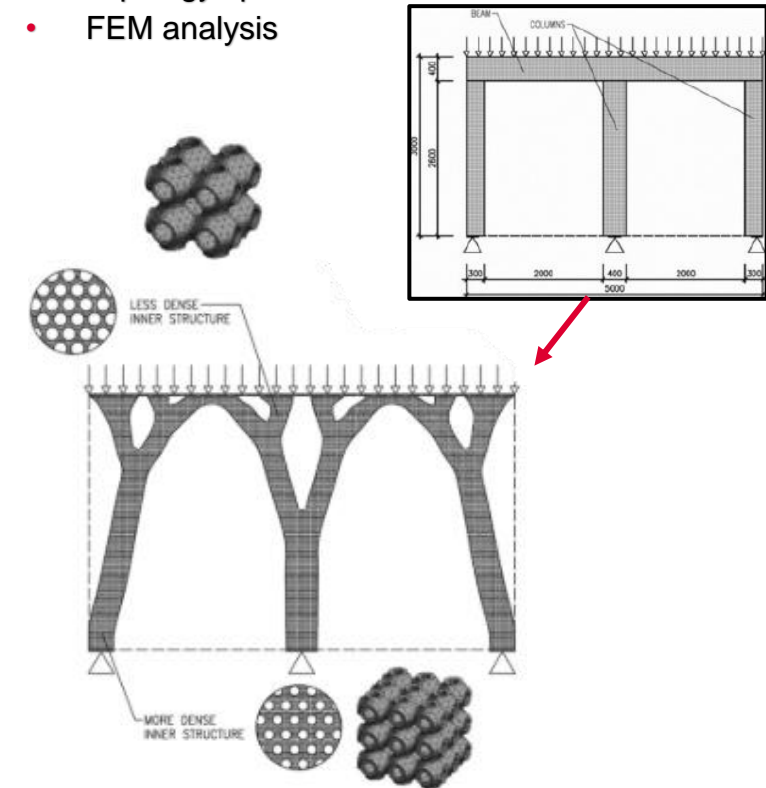 • FEM analysis
BEAM
COLUMNS
400
3000
2600
300 2000 400 2000 300
5000
LESS DENSE
INNER STRUCTURE
MORE DENSE
INNER STRUCTURE